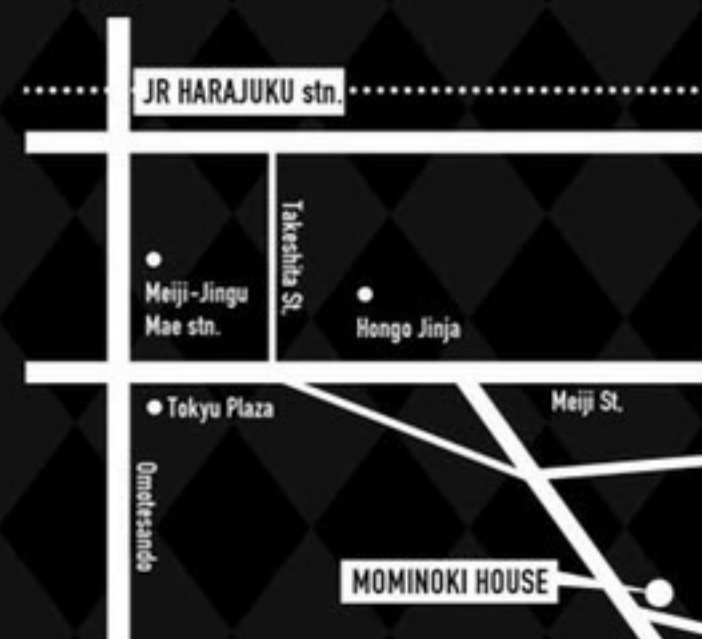 JR HARAJUKU stn.
Takeshita St.
Meiji-Jingu
Mae stn.
Hongo Jinja
Meiji St.
Tokyu Plaza
Omotesando
MOMINOKI HOUSE